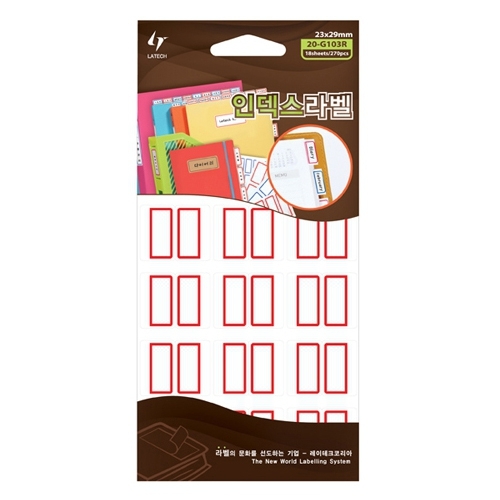 LATECH
23x29mm
20-G103R
18sheets/270pcs
인덱스라벨
라벨의 문화를 선도하는 기업 - 레이테크코리아
The New World Labelling System